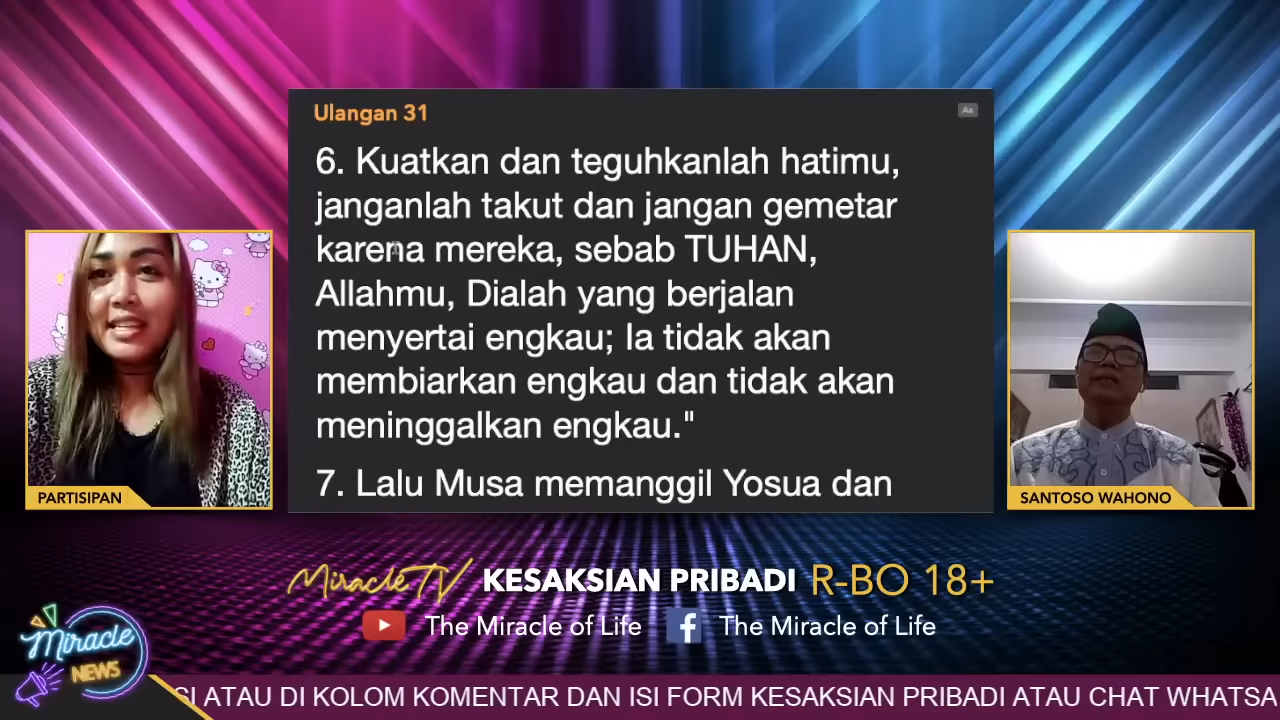 Ulangan 31
Aa
6. Kuatkan dan teguhkanlah hatimu,
janganlah takut dan jangan gemetar
karena mereka, sebab TUHAN,
Allahmu, Dialah yang berjalan
menyertai engkau; Ia tidak akan
membiarkan engkau dan tidak akan
meninggalkan engkau."
7. Lalu Musa memanggil Yosua dan
PARTISIPAN
SANTOSO WAHONO
MiracleTV KESAKSIAN PRIBADI R-BO 18+
The Miracle of Life f The Miracle of Life
Miracle
NEWS
SI ATAU DI KOLOM KOMENTAR DAN ISI FORM KESAKSIAN PRIBADI ATAU CHAT WHATSA